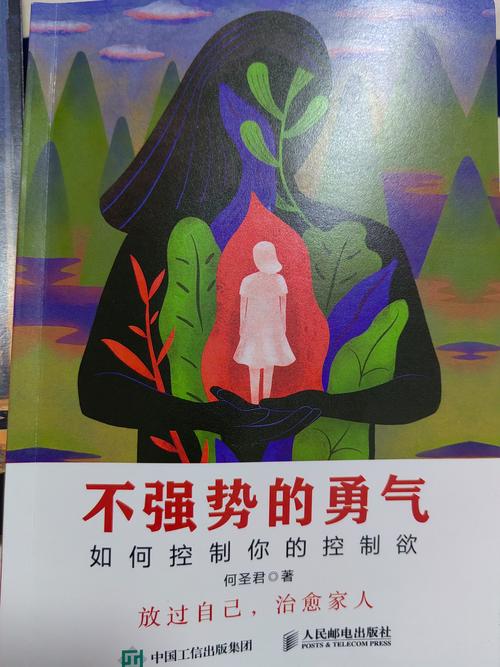 不强势的勇气
如何控制你的控制欲
何圣君◎著
放过自己，治愈家人
中国工信出版集团
人民邮电出版社
POSTS & TELECOM PRESS